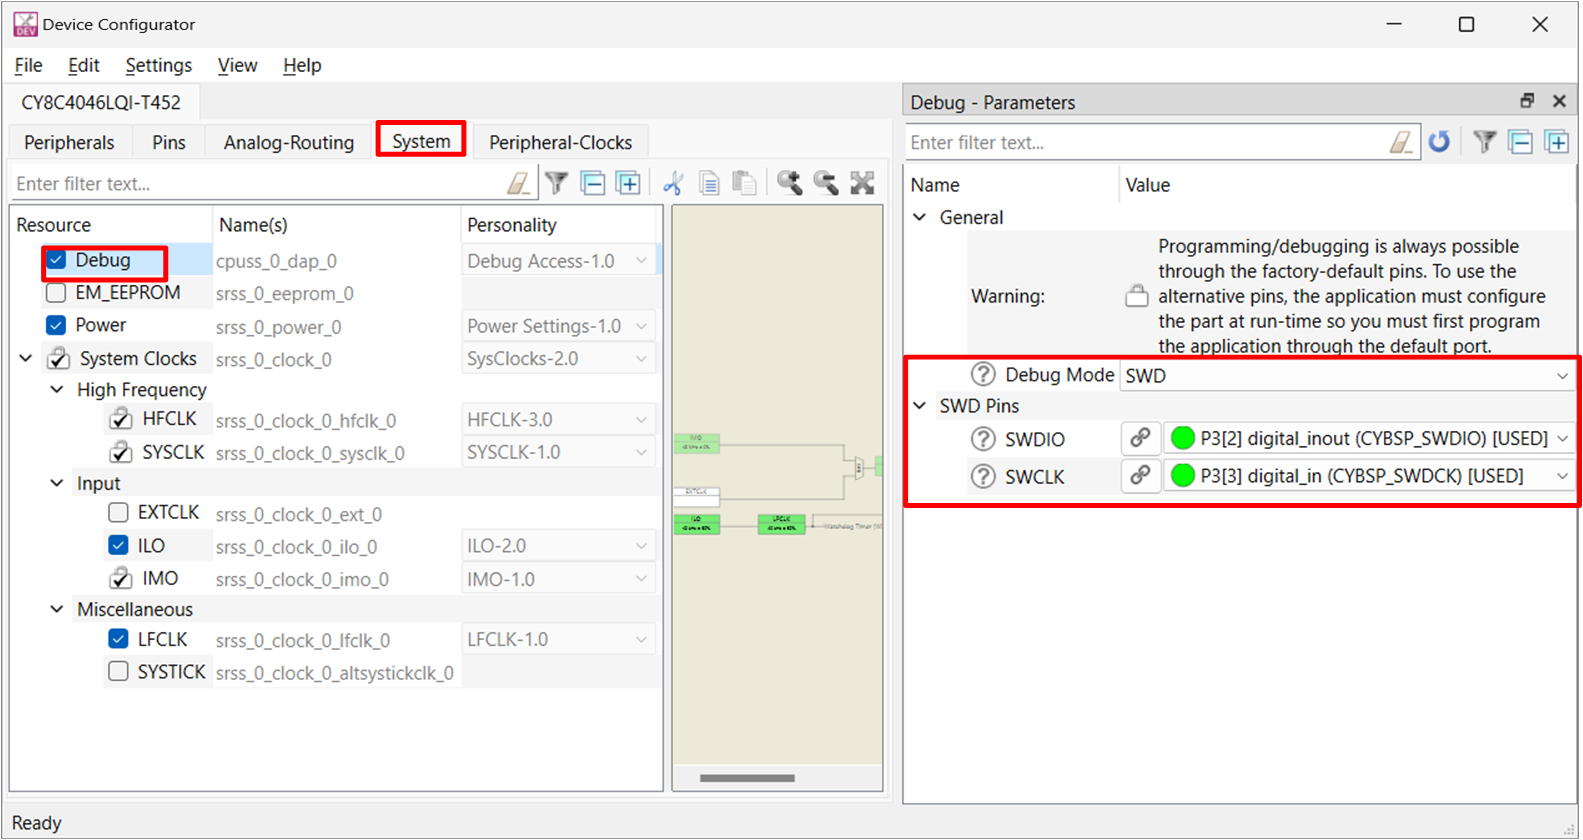 Device Configurator
File Edit Settings View Help
CY8C4046LQI-T452
Peripherals Pins Analog-Routing System Peripheral-Clocks
Enter filter text...
Resource Name(s) Personality
Debug cpuss_0_dap_0 Debug Access-1.0
EM_EEPROM srss_0_eeprom_0
Power srss_0_power_0 Power Settings-1.0
System Clocks srss_0_clock_0 SysClocks-2.0
High Frequency
HFCLK srss_0_clock_0_hfclk_0 HFCLK-3.0
SYSCLK srss_0_clock_0_sysclk_0 SYSCLK-1.0
Input
EXTCLK srss_0_clock_0_ext_0
ILO srss_0_clock_0_ilo_0 ILO-2.0
IMO srss_0_clock_0_imo_0 IMO-1.0
Miscellaneous
LFCLK srss_0_clock_0_lfclk_0 LFCLK-1.0
SYSTICK srss_0_clock_0_altsystickclk_0
IMO
EXTCLK
ILO
LFCLK
Watchdog Timer
Debug - Parameters
Enter filter text...
Name Value
General
Warning:
Programming/debugging is always possible
through the factory-default pins. To use the
alternative pins, the application must configure
the part at run-time so you must first program
the application through the default port.
Debug Mode SWD
SWD Pins
SWDIO P3[2] digital_inout (CYBSP_SWDIO) [USED]
SWCLK P3[3] digital_in (CYBSP_SWDCK) [USED]
Ready